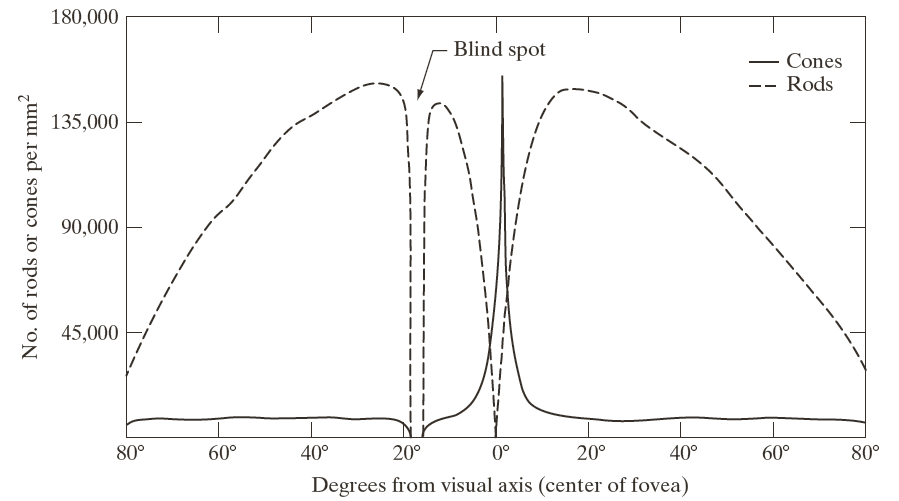 180,000
135,000
90,000
45,000
No. of rods or cones per mm²
Blind spot
Cones
Rods
80° 60° 40° 20° 0° 20° 40° 60° 80°
Degrees from visual axis (center of fovea)